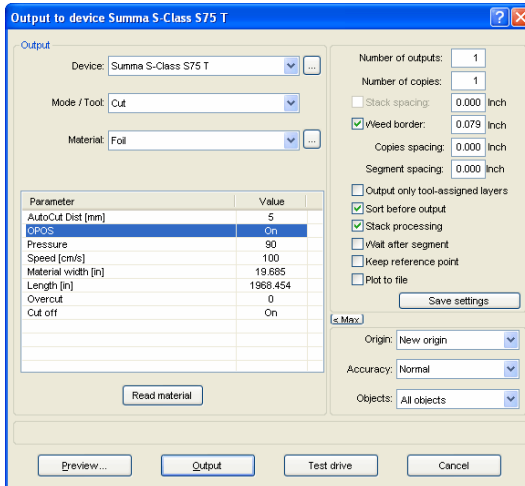 Output to device Summa S-Class S75 T
Output
Device: Summa S-Class S75 T ...
Mode / Tool: Cut
Material: Foil ...
Parameter Value
AutoCut Dist [mm] 5
OPOS On
Pressure 90
Speed [cm/s] 100
Material width [in] 19.685
Length [in] 1968.454
Overcut 0
Cut off On
Read material
Number of outputs: 1
Number of copies: 1
Stack spacing: 0.000 Inch
Weed border: 0.079 Inch
Copies spacing: 0.000 Inch
Segment spacing: 0.000 Inch
Output only tool-assigned layers
Sort before output
Stack processing
Wait after segment
Keep reference point
Plot to file
Save settings
< Max
Origin: New origin
Accuracy: Normal
Objects: All objects
Preview... Output Test drive Cancel